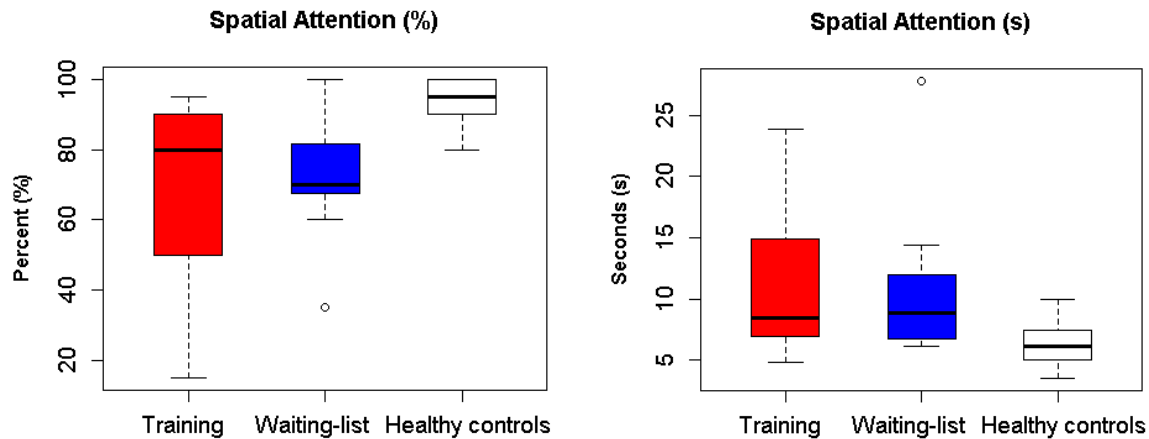 Spatial Attention (%)
Percent (%)
100
80
60
40
20
Training
Waiting-list
Healthy controls
Spatial Attention (s)
Seconds (s)
25
20
15
10
5
Training
Waiting-list
Healthy controls